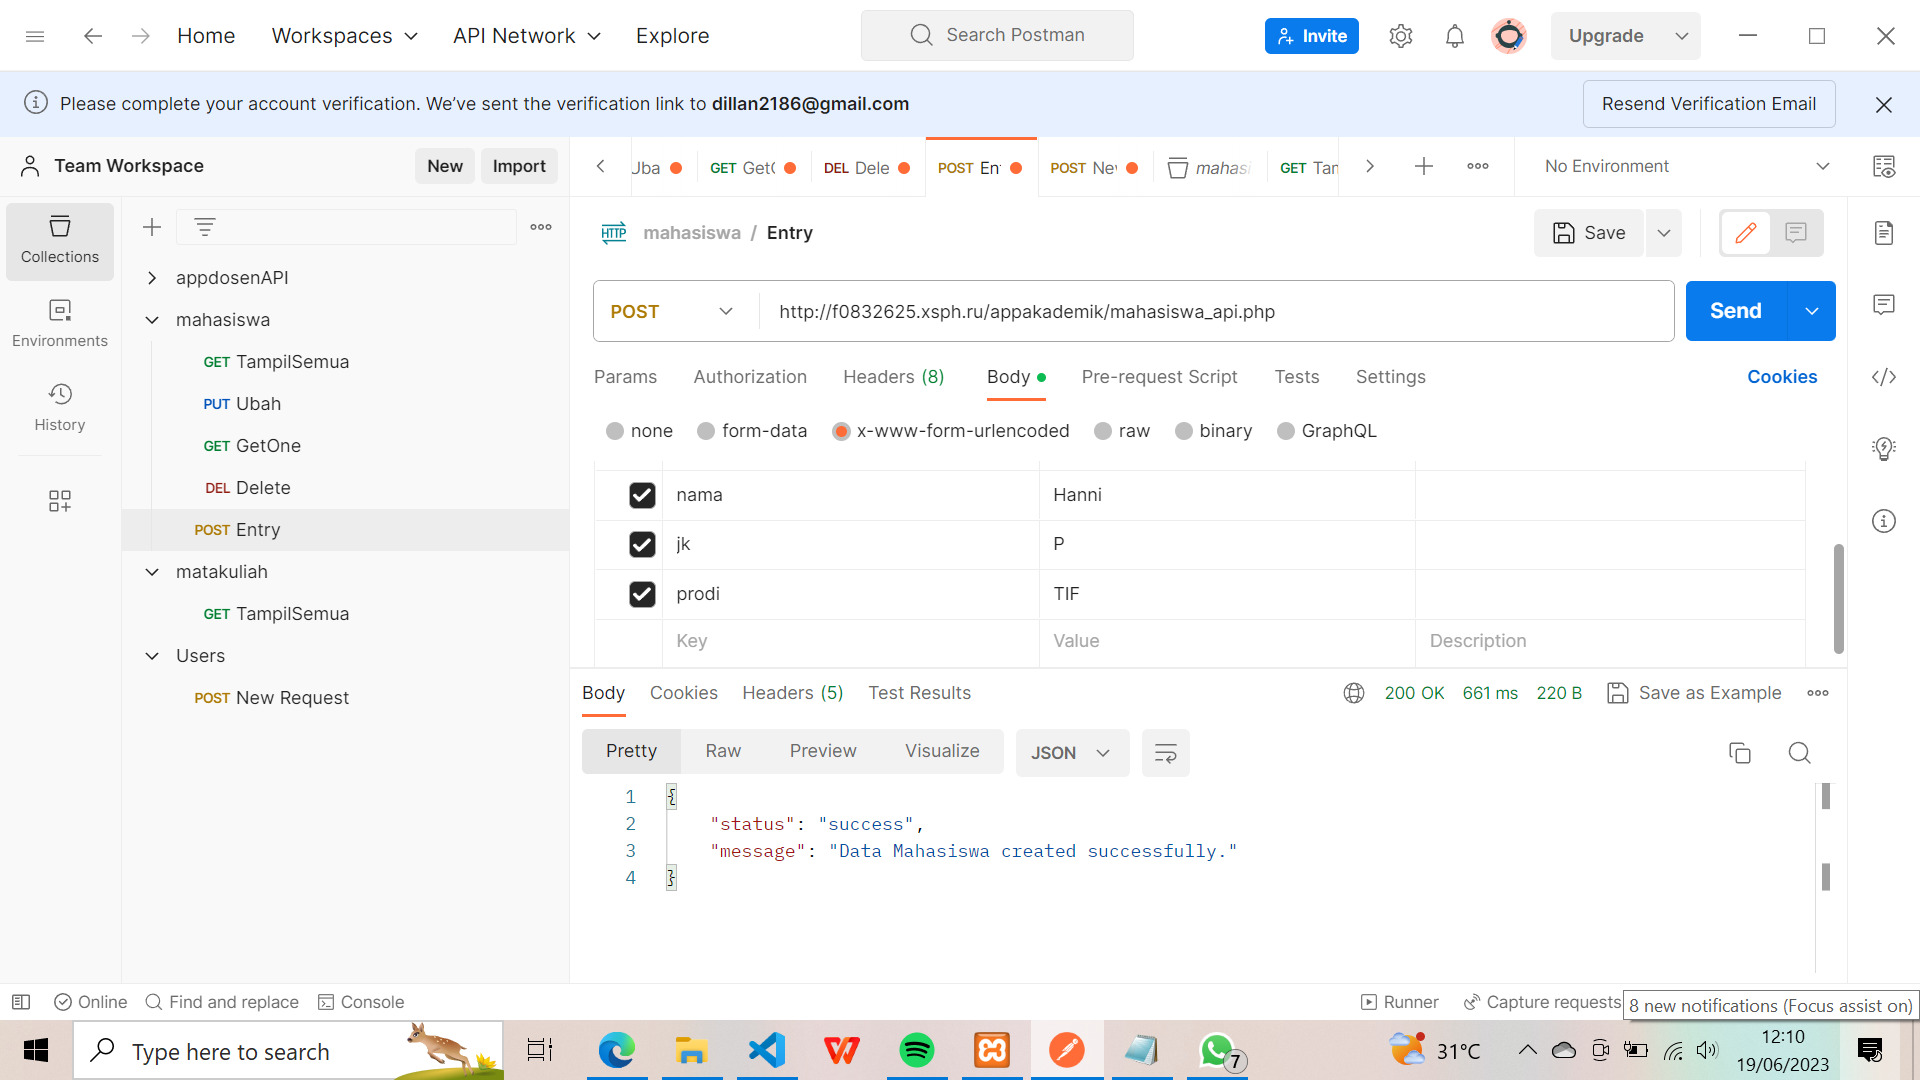 Home
Workspaces
API Network
Explore
Search Postman
Invite
Upgrade
Please complete your account verification. We’ve sent the verification link to dillan2186@gmail.com
Resend Verification Email
Team Workspace
New
Import
Uba
GET Get
DEL Dele
POST En
POST Ne
mahasi
GET Tam
No Environment
Collections
Environments
History
appdosenAPI
mahasiswa
GET TampilSemua
PUT Ubah
GET GetOne
DEL Delete
POST Entry
matakuliah
GET TampilSemua
Users
POST New Request
HTTP mahasiswa / Entry
Save
POST
http://f0832625.xsph.ru/appakademik/mahasiswa_api.php
Send
Params
Authorization
Headers (8)
Body
Pre-request Script
Tests
Settings
Cookies
none
form-data
x-www-form-urlencoded
raw
binary
GraphQL
nama Hanni
jk P
prodi TIF
Key Value Description
Body
Cookies
Headers (5)
Test Results
200 OK 661 ms 220 B
Save as Example
Pretty
Raw
Preview
Visualize
JSON
1 {
2 "status": "success",
3 "message": "Data Mahasiswa created successfully."
4 }
Online
Find and replace
Console
Runner
Capture requests
8 new notifications (Focus assist on)
Type here to search
7
31°C
12:10
19/06/2023